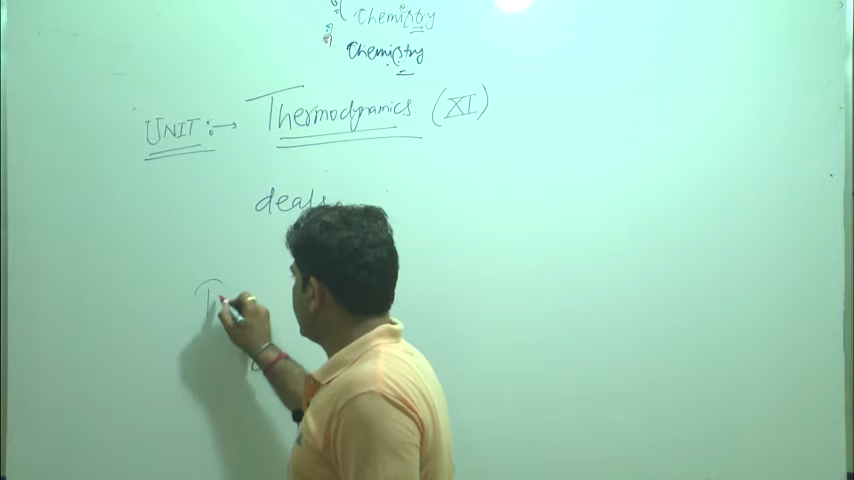 Chemistry
Chemistry
UNIT :→ Thermodynamics (XI)
deals
T